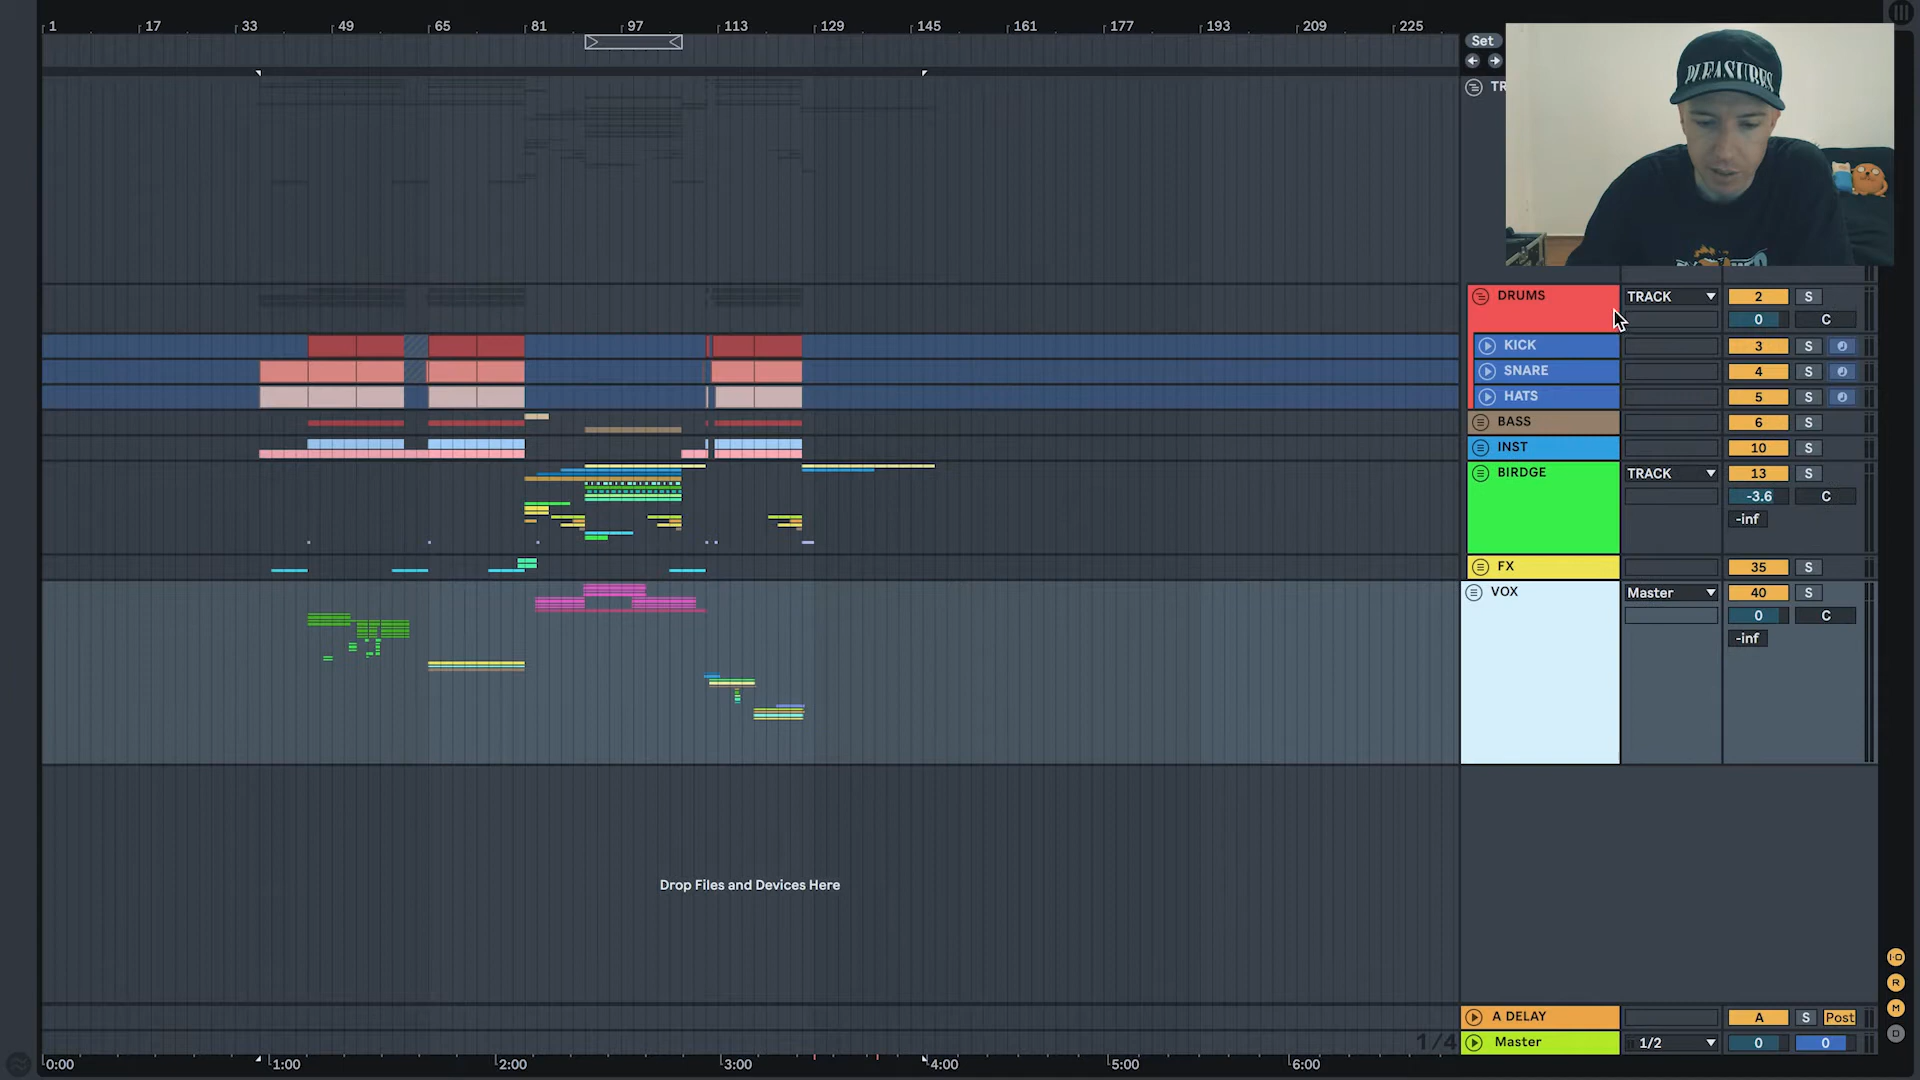 1 17 33 49 65 81 97 113 129 145 161 177 193 209 225
Set
PLEASURES
TR
DRUMS TRACK 2 S
0 C
KICK 3 S
SNARE 4 S
HATS 5 S
BASS 6 S
INST 10 S
BIRDGE TRACK 13 S
-3.6 C
-inf
FX 35 S
VOX Master 40 S
0 C
-inf
Drop Files and Devices Here
I·O
R
M
D
A DELAY A S Post
1/4
Master 1/2 0 0
0:00 1:00 2:00 3:00 4:00 5:00 6:00